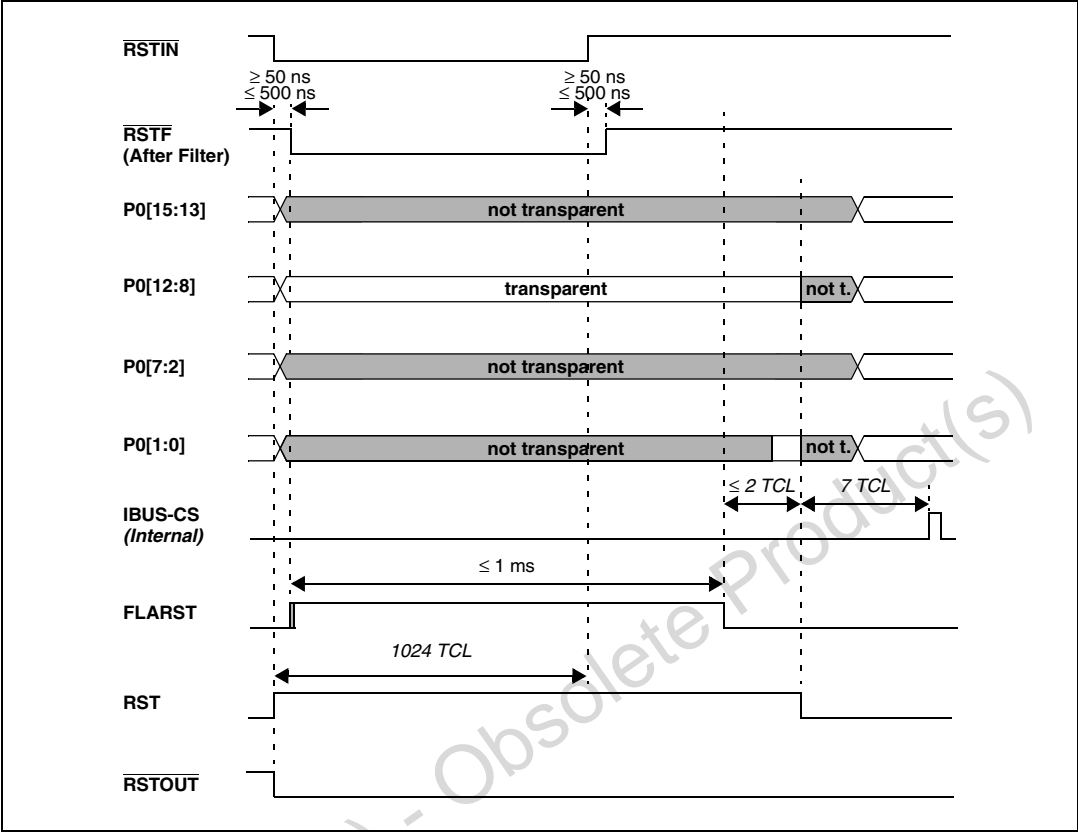 RSTIN
≥ 50 ns ≥ 50 ns
≤ 500 ns ≤ 500 ns
RSTF
(After Filter)
P0[15:13] not transparent
P0[12:8] transparent not t.
P0[7:2] not transparent
P0[1:0] not transparent not t.
≤ 2 TCL 7 TCL
IBUS-CS
(Internal)
≤ 1 ms
FLARST
1024 TCL
RST
RSTOUT
) - Obsolete Product(s)